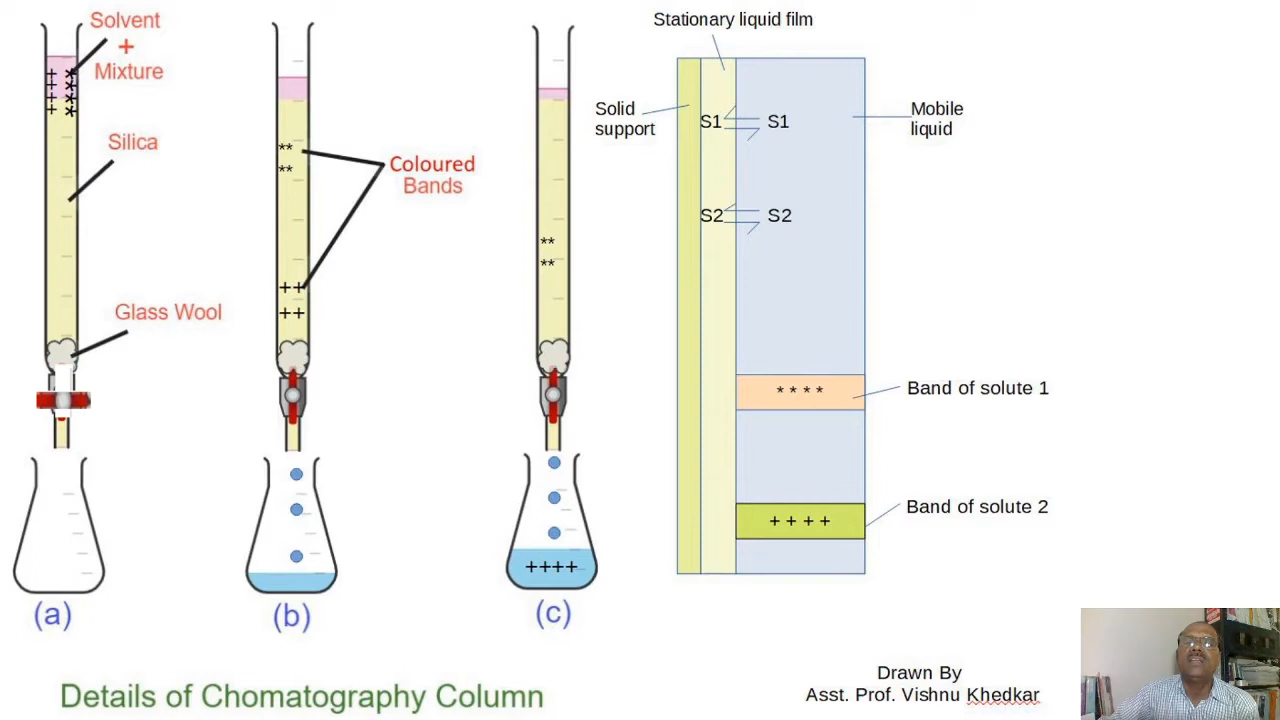 Solvent
+
Mixture
++ **
++ **
++ **
+ *
Silica
Glass Wool
(a)
**
**
Coloured
Bands
++
++
(b)
**
**
++++
(c)
Stationary liquid film
Solid
support
Mobile
liquid
S1 S1
S2 S2
* * * *
Band of solute 1
+ + + +
Band of solute 2
Details of Chomatography Column
Drawn By
Asst. Prof. Vishnu Khedkar